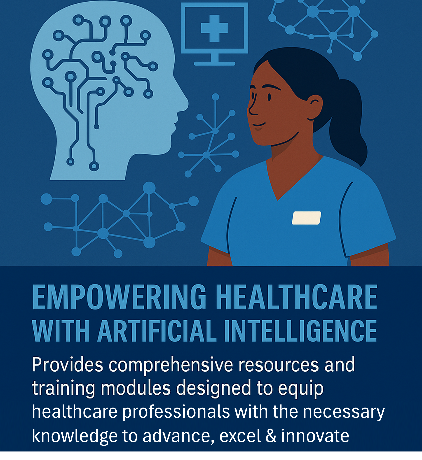 EMPOWERING HEALTHCARE
WITH ARTIFICIAL INTELLIGENCE
Provides comprehensive resources and
training modules designed to equip
healthcare professionals with the necessary
knowledge to advance, excel & innovate